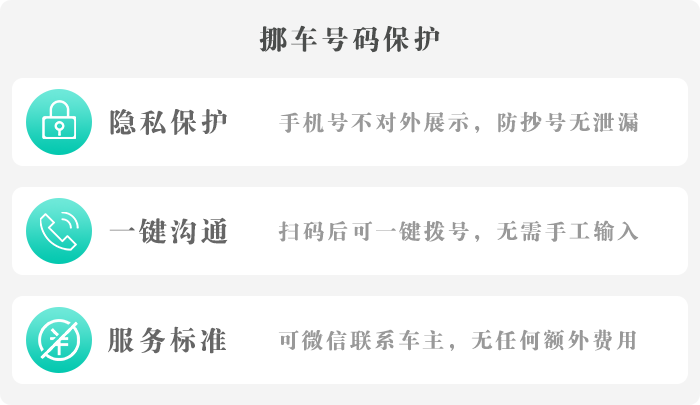 挪车号码保护
隐私保护 手机号不对外展示，防抄号无泄漏
一键沟通 扫码后可一键拨号，无需手工输入
服务标准 可微信联系车主，无任何额外费用